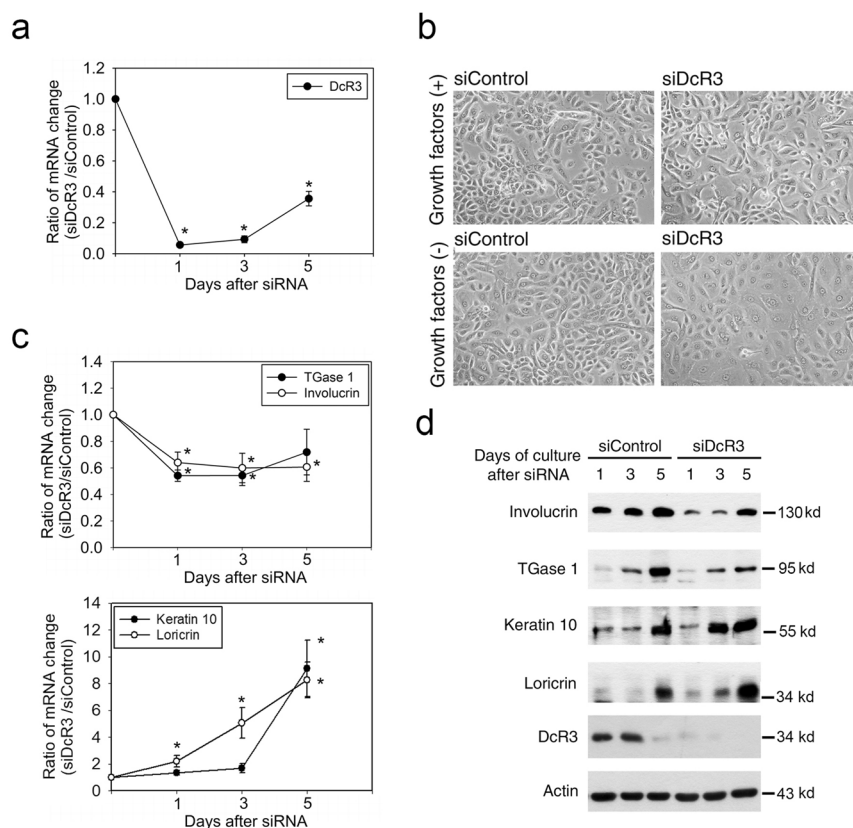 a
Ratio of mRNA change
(siDcR3 /siControl)
1.2
1.0
0.8
0.6
0.4
0.2
0.0
DcR3
*
*
*
1 3 5
Days after siRNA
b
siControl siDcR3
Growth factors (+)
siControl siDcR3
Growth factors (-)
c
Ratio of mRNA change
(siDcR3/siControl)
1.4
1.2
1.0
0.8
0.6
0.4
0.2
0.0
TGase 1
Involucrin
* *
* * *
1 3 5
Days after siRNA
Ratio of mRNA change
(siDcR3 /siControl)
14
12
10
8
6
4
2
0
Keratin 10
Loricrin
*
*
*
*
1 3 5
Days after siRNA
d
Days of culture
after siRNA
siControl siDcR3
1 3 5 1 3 5
Involucrin 130 kd
TGase 1 95 kd
Keratin 10 55 kd
Loricrin 34 kd
DcR3 34 kd
Actin 43 kd